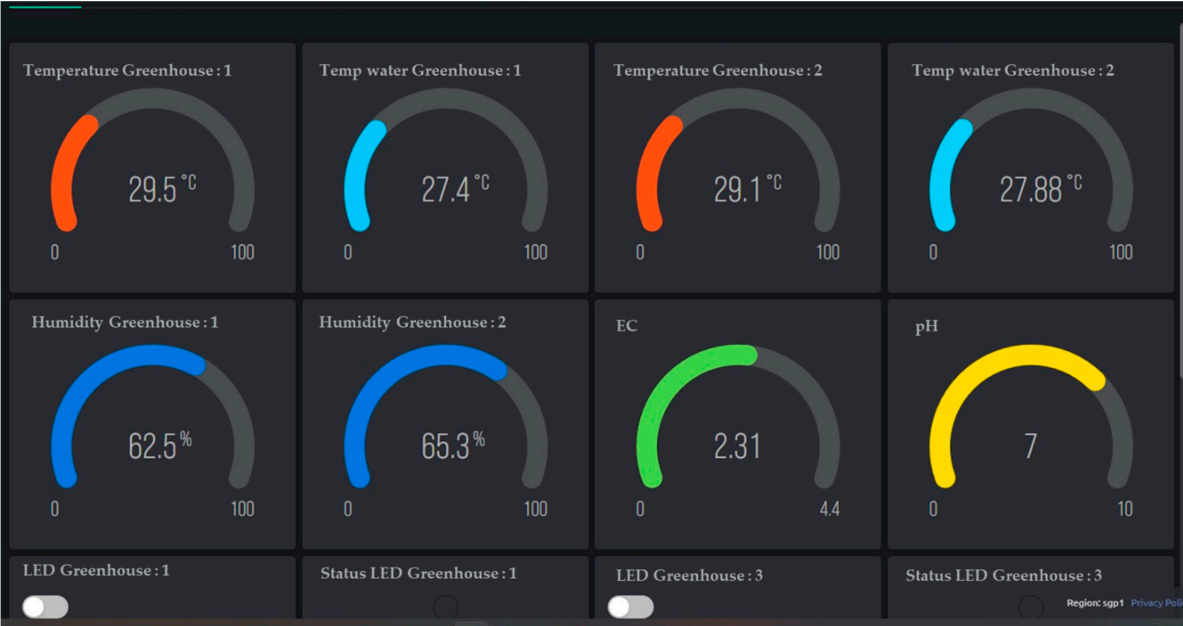 Temperature Greenhouse : 1
29.5 °C
0 100
Temp water Greenhouse : 1
27.4 °C
0 100
Temperature Greenhouse : 2
29.1 °C
0 100
Temp water Greenhouse : 2
27.88 °C
0 100
Humidity Greenhouse : 1
62.5 %
0 100
Humidity Greenhouse : 2
65.3 %
0 100
EC
2.31
0 4.4
pH
7
0 10
LED Greenhouse : 1
Status LED Greenhouse : 1
LED Greenhouse : 3
Status LED Greenhouse : 3
Region: sgp1 Privacy Poli